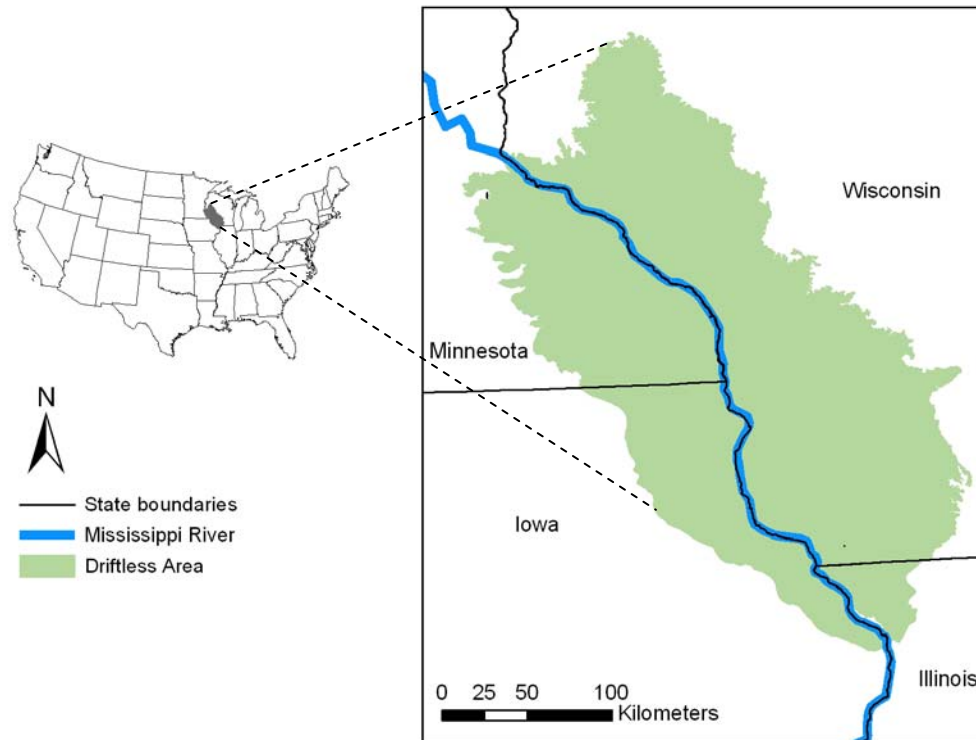 Wisconsin
Minnesota
N
State boundaries
Mississippi River
Driftless Area
Iowa
Illinois
0 25 50 100
Kilometers